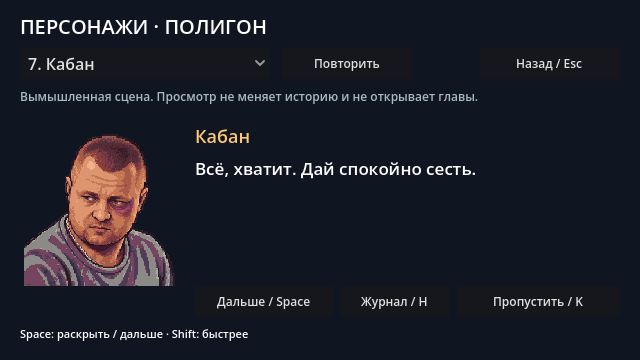 ПЕРСОНАЖИ · ПОЛИГОН
7. Кабан
Повторить
Назад / Esc
Вымышленная сцена. Просмотр не меняет историю и не открывает главы.
Кабан
Всё, хватит. Дай спокойно сесть.
Дальше / Space
Журнал / H
Пропустить / K
Space: раскрыть / дальше · Shift: быстрее